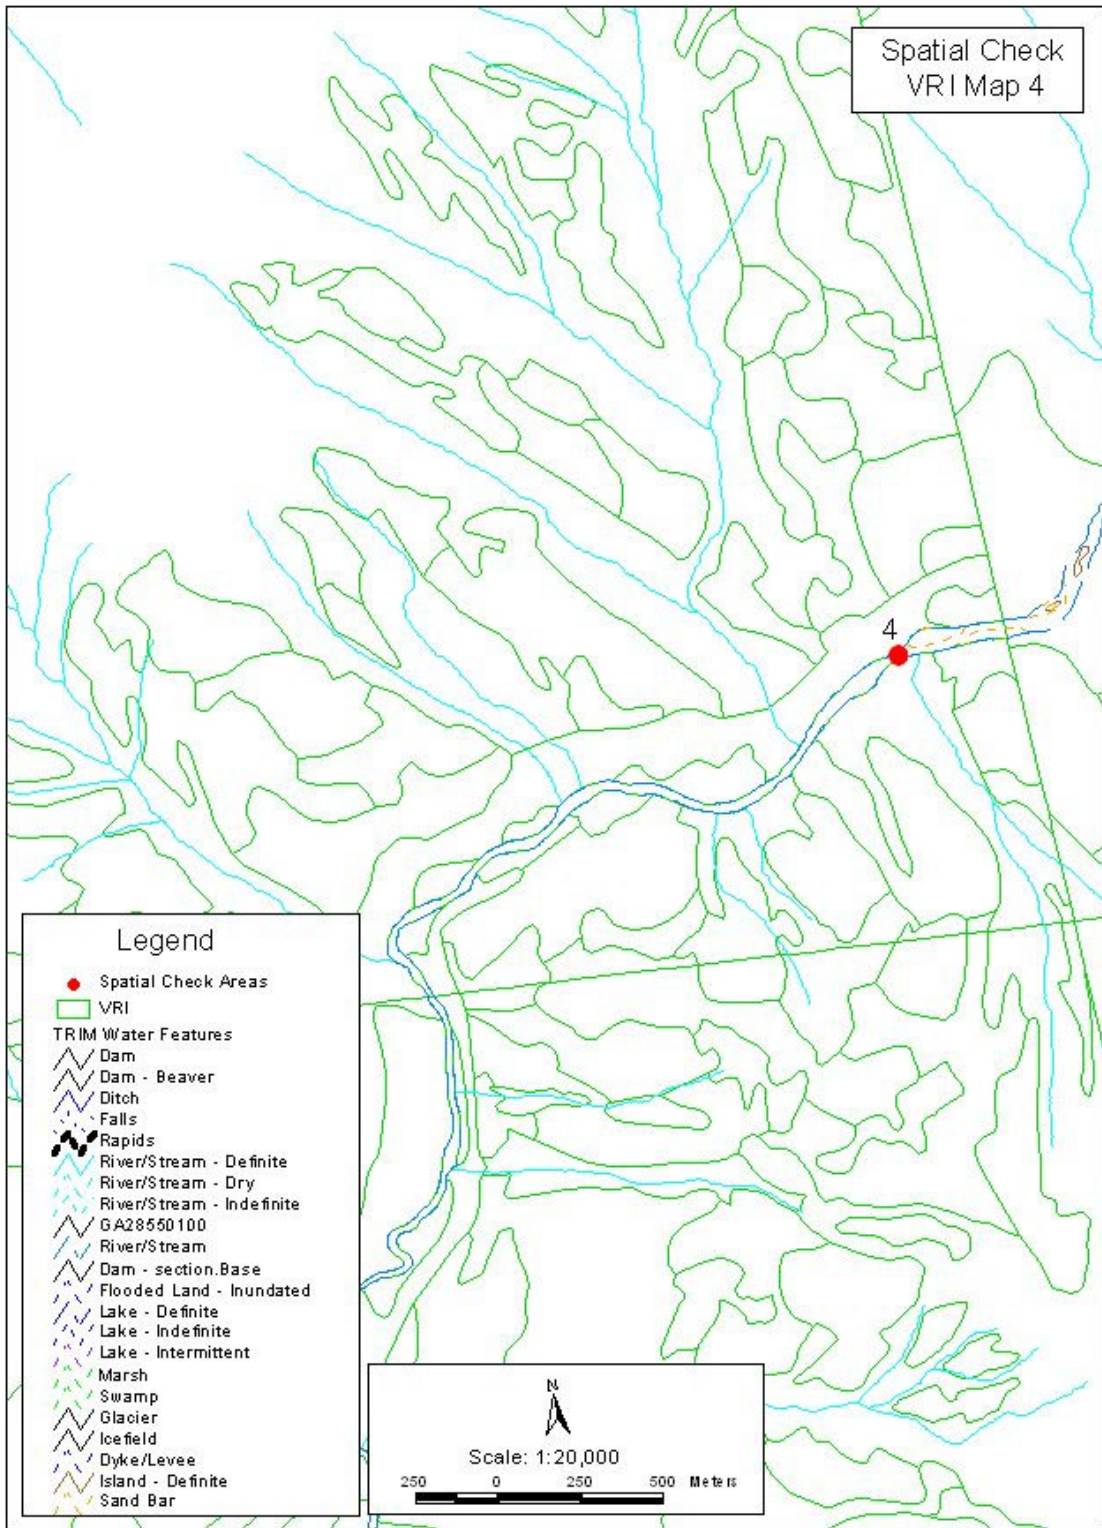 Spatial Check
VRI Map 4
4
Legend
Spatial Check Areas
VRI
TRIM Water Features
Dam
Dam - Beaver
Ditch
Falls
Rapids
River/Stream - Definite
River/Stream - Dry
River/Stream - Indefinite
GA28550100
River/Stream
Dam - section.Base
Flooded Land - Inundated
Lake - Definite
Lake - Indefinite
Lake - Intermittent
Marsh
Swamp
Glacier
Icefield
Dyke/Levee
Island - Definite
Sand Bar
N
Scale: 1:20,000
250 0 250 500 Meters